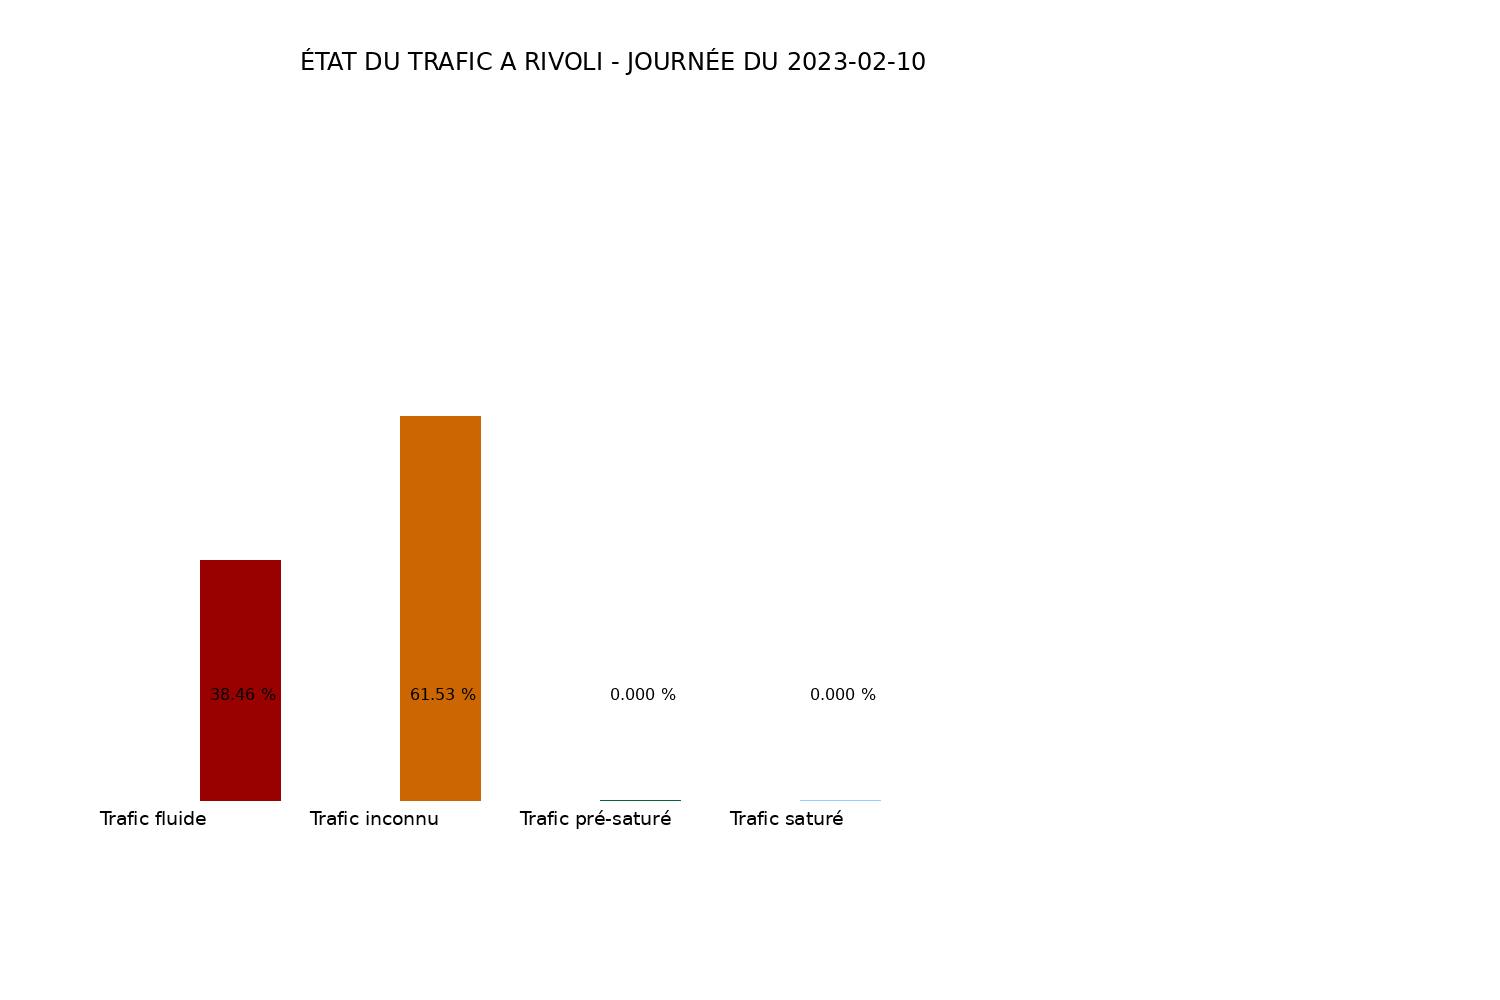 ÉTAT DU TRAFIC A RIVOLI - JOURNÉE DU 2023-02-10
38.46 % 61.53 % 0.000 % 0.000 %
Trafic fluide Trafic inconnu Trafic pré-saturé Trafic saturé